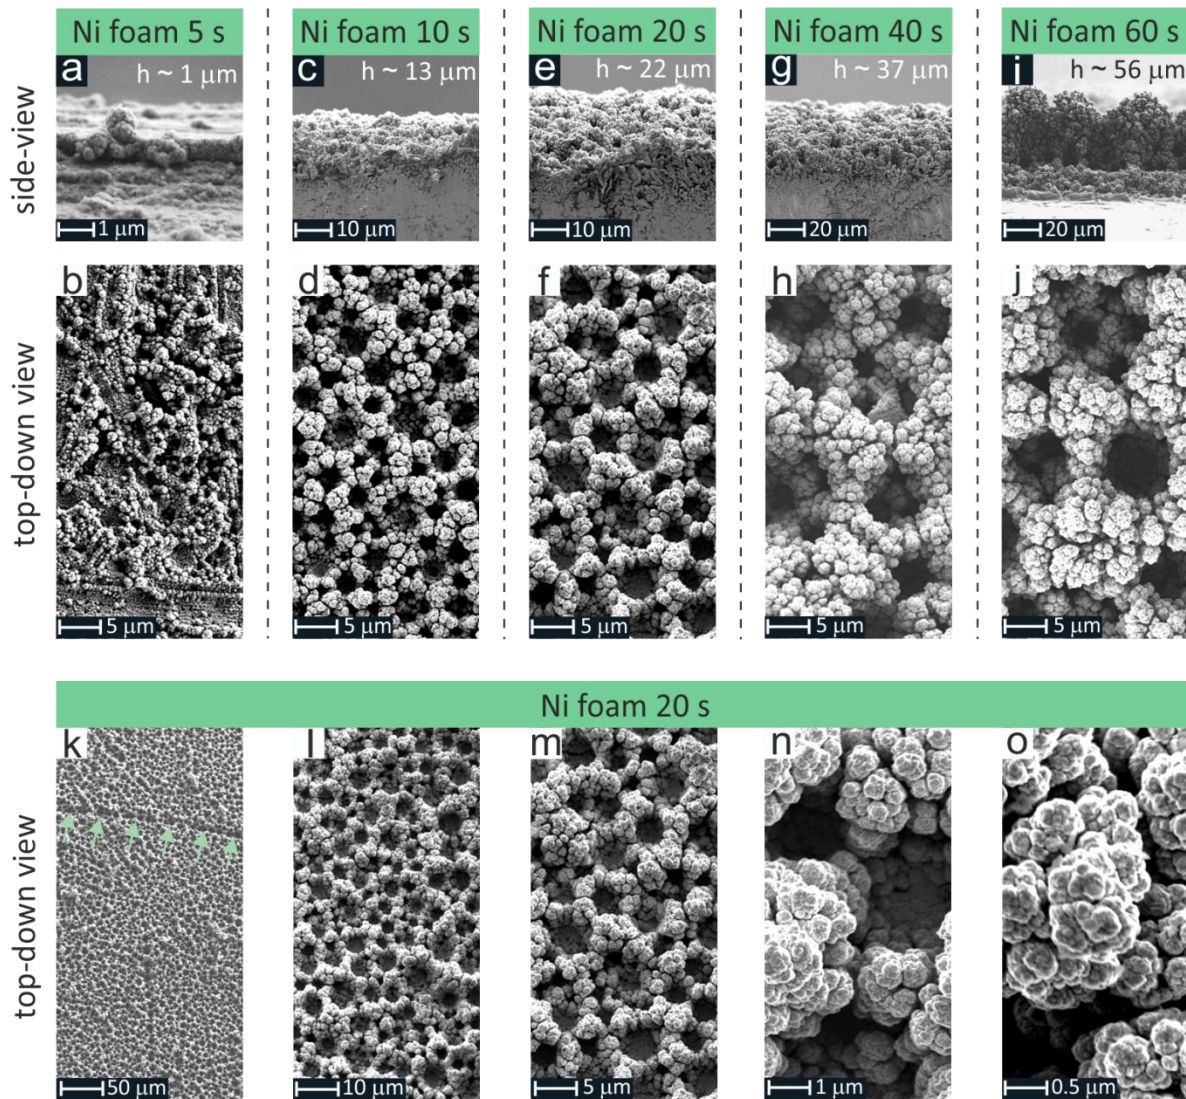 Ni foam 5 s
Ni foam 10 s
Ni foam 20 s
Ni foam 40 s
Ni foam 60 s
side-view
a
h ~ 1 μm
1 μm
c
h ~ 13 μm
10 μm
e
h ~ 22 μm
10 μm
g
h ~ 37 μm
20 μm
i
h ~ 56 μm
20 μm
top-down view
b
5 μm
d
5 μm
f
5 μm
h
5 μm
j
5 μm
Ni foam 20 s
top-down view
k
50 μm
l
10 μm
m
5 μm
n
1 μm
o
0.5 μm